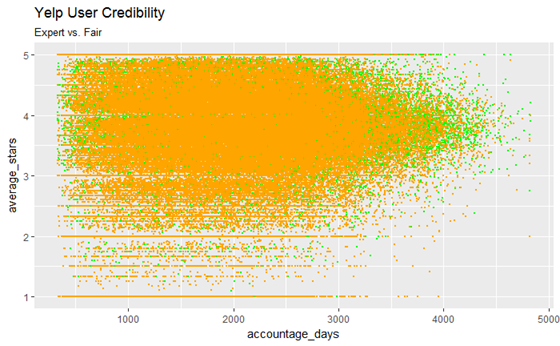 Yelp User Credibility
Expert vs. Fair
5
4
3
2
1
average_stars
1000 2000 3000 4000 5000
accountage_days